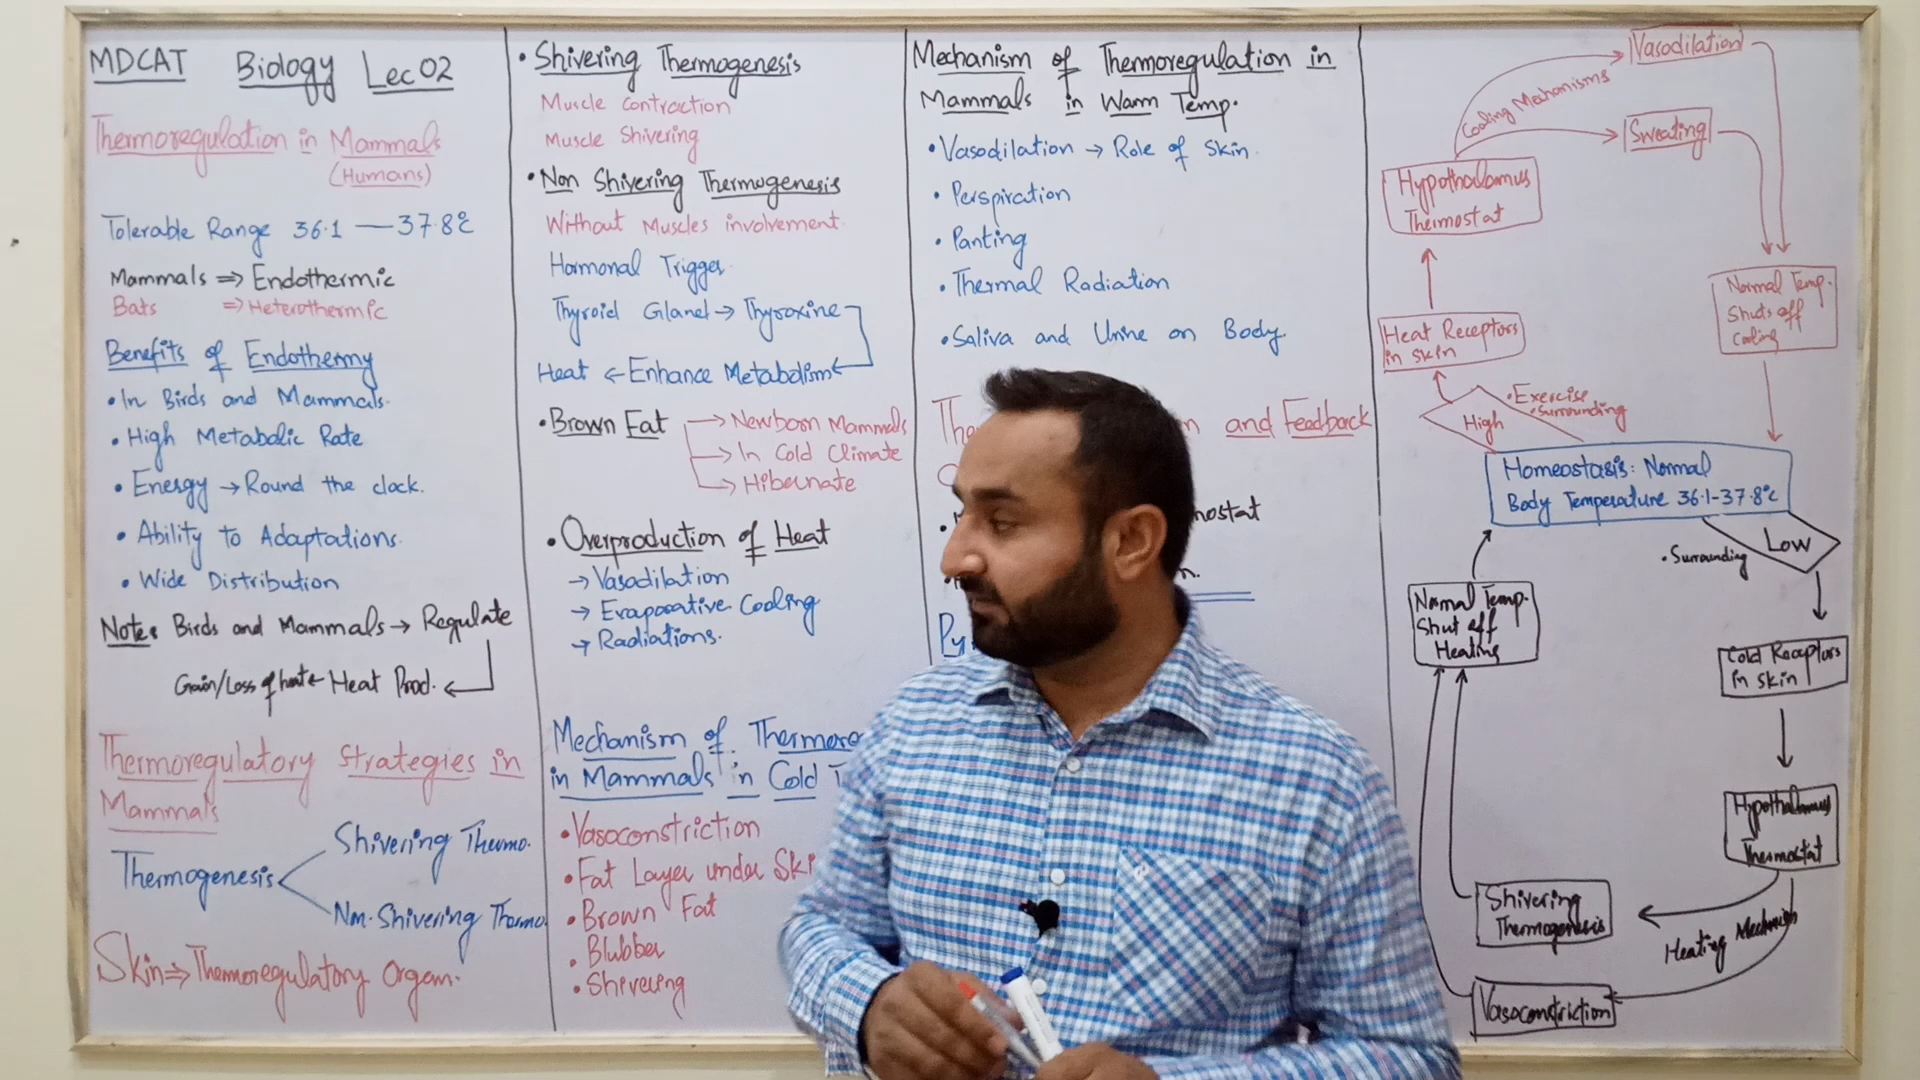 MDCAT Biology Lec 02
Thermoregulation in Mammals
(Humans)
Tolerable Range 36.1 — 37.8°C
Mammals ⇒ Endothermic
Bats ⇒ Heterothermic
Benefits of Endothermy
• In Birds and Mammals.
• High Metabolic Rate
• Energy → Round the clock.
• Ability To Adaptations.
• Wide Distribution
Note: Birds and Mammals → Regulate
Gain/Loss of heat ← Heat Prod. ←
Thermoregulatory Strategies in
Mammals
Thermogenesis
Shivering Thermo.
Non-Shivering Thermo.
Skin ⇒ Thermoregulatory Organ.
• Shivering Thermogenesis
Muscle contraction
Muscle Shivering
• Non Shivering Thermogenesis
Without Muscles involvement.
Hormonal Trigger.
Thyroid Gland → Thyroxine
Heat ← Enhance Metabolism ←
• Brown Fat → Newborn Mammals
→ In Cold Climate
→ Hibernate
• Overproduction of Heat
→ Vasodilation
→ Evaporative Cooling
→ Radiations.
Mechanism of Thermore
in Mammals in Cold T
• Vasoconstriction
• Fat Layer under Ski
• Brown Fat
• Blubber
• Shivering
Mechanism of Thermoregulation in
Mammals in Warm Temp.
• Vasodilation → Role of Skin.
• Perspiration
• Panting
• Thermal Radiation
• Saliva and Urine on Body
The n and Feedback
mostat
n.
Py
Vasodilation
Cooling Mechanisms
Sweating
Hypothalamus
Thermostat
Normal Temp.
Shuts off
Cooling
Heat Receptors
in skin
• Exercise
• Surrounding
High
Homeostasis: Normal
Body Temperature 36.1-37.8°C
Low
• Surrounding
Normal Temp.
Shut off
Heating
Cold Receptors
in skin
Hypothalamus
Thermostat
Shivering
Thermogenesis
Heating Mechanism
Vasoconstriction